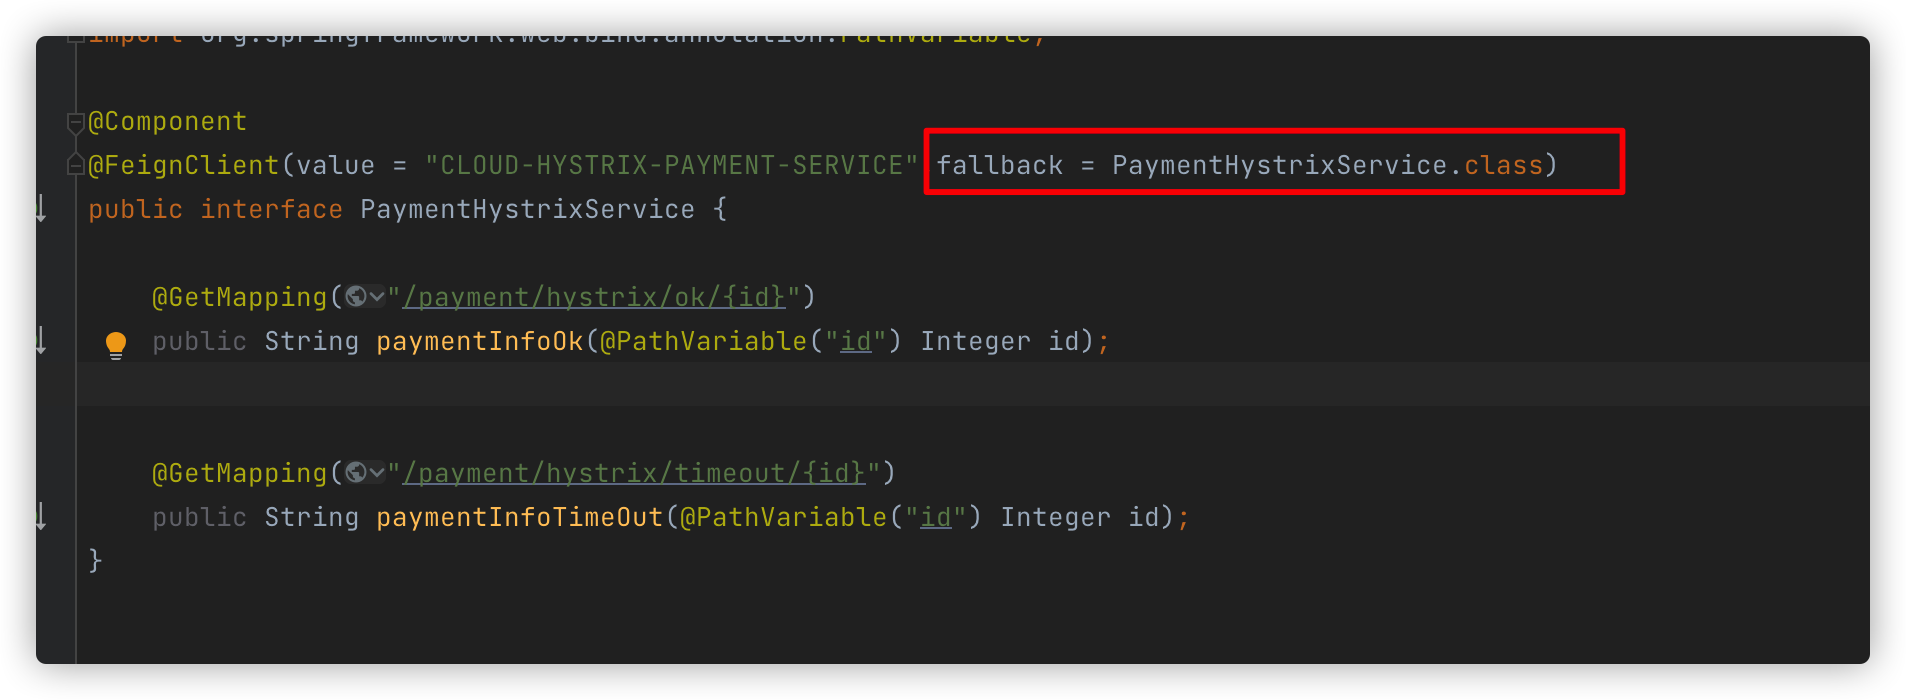 import org.springframework.web.bind.annotation.PathVariable;
@Component
@FeignClient(value = "CLOUD-HYSTRIX-PAYMENT-SERVICE" fallback = PaymentHystrixService.class)
public interface PaymentHystrixService {
@GetMapping("/payment/hystrix/ok/{id}")
public String paymentInfoOk(@PathVariable("id") Integer id);
@GetMapping("/payment/hystrix/timeout/{id}")
public String paymentInfoTimeOut(@PathVariable("id") Integer id);
}